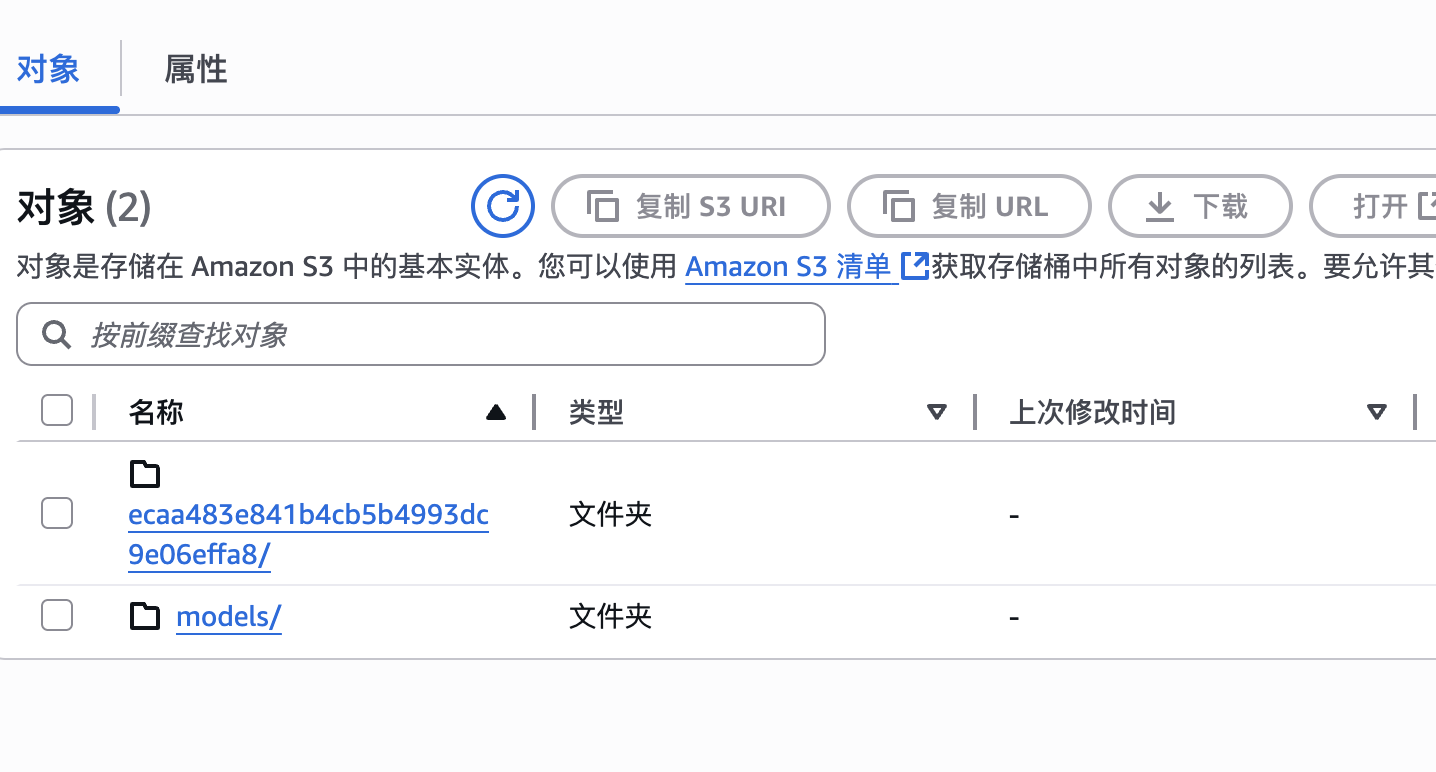 对象 属性
对象 (2) 复制 S3 URI 复制 URL 下载 打开
对象是存储在 Amazon S3 中的基本实体。您可以使用 Amazon S3 清单 获取存储桶中所有对象的列表。要允许其
按前缀查找对象
名称 类型 上次修改时间
ecaa483e841b4cb5b4993dc
9e06effa8/ 文件夹 -
models/ 文件夹 -